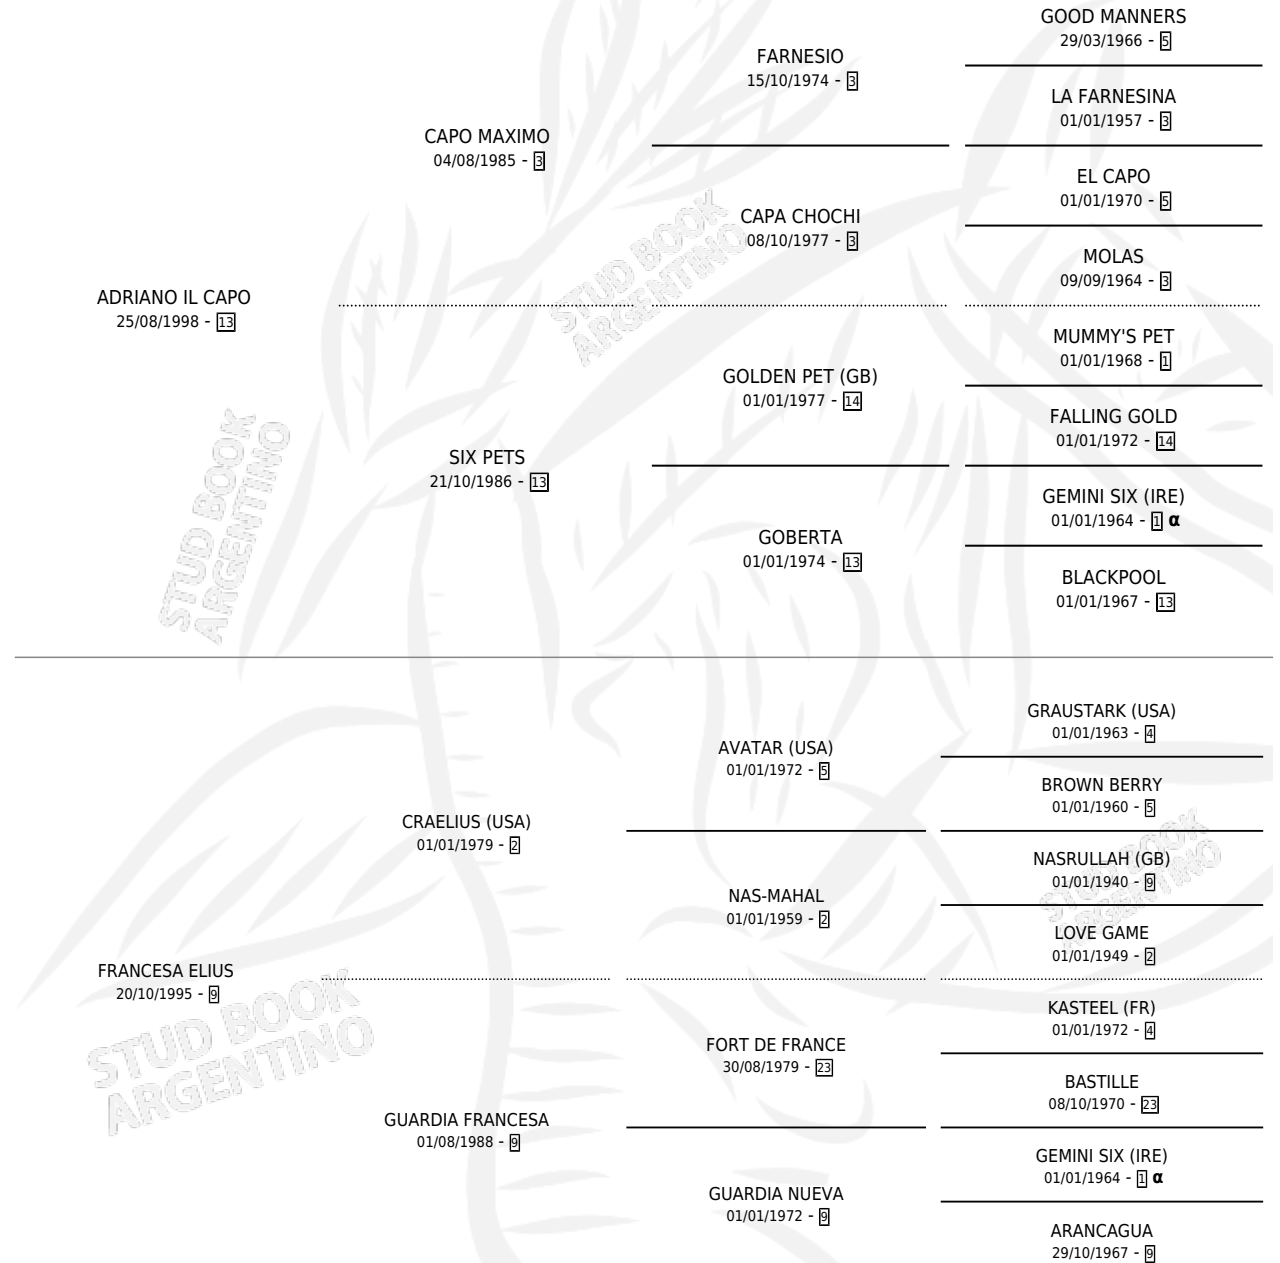 GOOD MANNERS
29/03/1966 - 5
FARNESIO
15/10/1974 - 3
LA FARNESINA
01/01/1957 - 3
CAPO MAXIMO
04/08/1985 - 3
EL CAPO
01/01/1970 - 5
CAPA CHOCHI
08/10/1977 - 3
MOLAS
09/09/1964 - 3
ADRIANO IL CAPO
25/08/1998 - 13
MUMMY'S PET
01/01/1968 - 1
GOLDEN PET (GB)
01/01/1977 - 14
FALLING GOLD
01/01/1972 - 14
SIX PETS
21/10/1986 - 13
GEMINI SIX (IRE)
01/01/1964 - 1 α
GOBERTA
01/01/1974 - 13
BLACKPOOL
01/01/1967 - 13
STUD BOOK
ARGENTINO
STUD BOOK
ARGENTINO
GRAUSTARK (USA)
01/01/1963 - 4
AVATAR (USA)
01/01/1972 - 5
BROWN BERRY
01/01/1960 - 5
CRAELIUS (USA)
01/01/1979 - 2
NASRULLAH (GB)
01/01/1940 - 9
NAS-MAHAL
01/01/1959 - 2
LOVE GAME
01/01/1949 - 2
FRANCESA ELIUS
20/10/1995 - 9
KASTEEL (FR)
01/01/1972 - 4
FORT DE FRANCE
30/08/1979 - 23
BASTILLE
08/10/1970 - 23
GUARDIA FRANCESA
01/08/1988 - 9
GEMINI SIX (IRE)
01/01/1964 - 1 α
GUARDIA NUEVA
01/01/1972 - 9
ARANCAGUA
29/10/1967 - 9
STUD BOOK
ARGENTINO
STUD BOOK
ARGENTINO